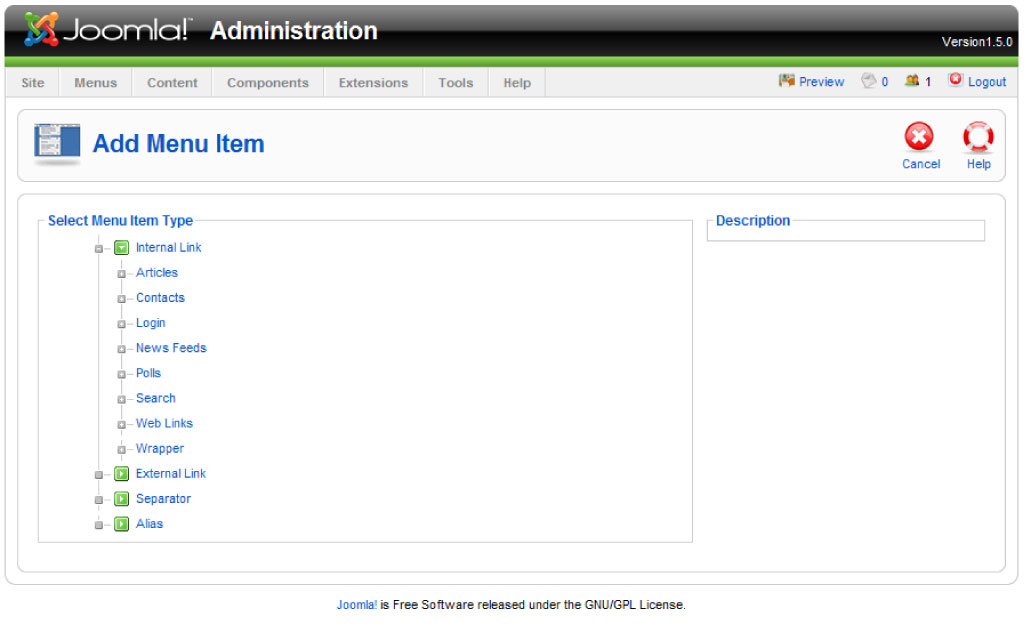 Joomla!™ Administration
Version1.5.0
Site Menus Content Components Extensions Tools Help Preview 0 1 Logout
Add Menu Item
Cancel Help
Select Menu Item Type
Description
Internal Link
Articles
Contacts
Login
News Feeds
Polls
Search
Web Links
Wrapper
External Link
Separator
Alias
Joomla! is Free Software released under the GNU/GPL License.